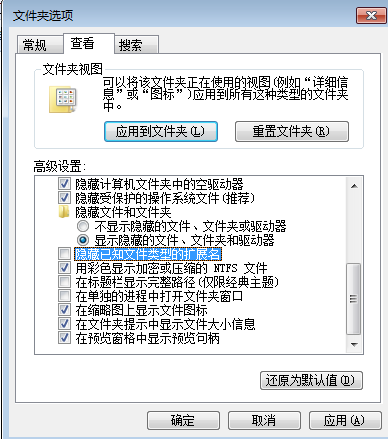 文件夹选项
常规
查看
搜索
文件夹视图
可以将该文件夹正在使用的视图(例如“详细信
息”或“图标”)应用到所有这种类型的文件夹
中。
应用到文件夹(L)
重置文件夹(R)
高级设置:
隐藏计算机文件夹中的空驱动器
隐藏受保护的操作系统文件(推荐)
隐藏文件和文件夹
不显示隐藏的文件、文件夹或驱动器
显示隐藏的文件、文件夹和驱动器
隐藏已知文件类型的扩展名
用彩色显示加密或压缩的 NTFS 文件
在标题栏显示完整路径(仅限经典主题)
在单独的进程中打开文件夹窗口
在缩略图上显示文件图标
在文件夹提示中显示文件大小信息
在预览窗格中显示预览句柄
还原为默认值(D)
确定
取消
应用(A)